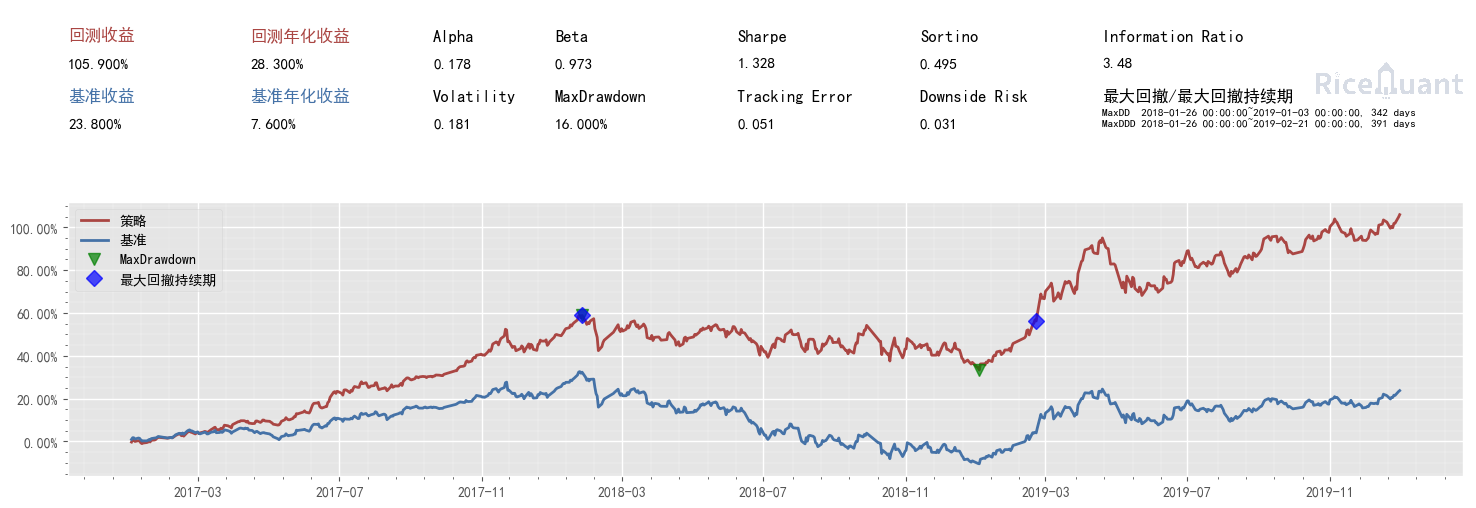 回测收益 回测年化收益 Alpha Beta Sharpe Sortino Information Ratio
105.900% 28.300% 0.178 0.973 1.328 0.495 3.48
RiceQuant
基准收益 基准年化收益 Volatility MaxDrawdown Tracking Error Downside Risk 最大回撤/最大回撤持续期
23.800% 7.600% 0.181 16.000% 0.051 0.031
MaxDD 2018-01-26 00:00:00~2019-01-03 00:00:00, 342 days
MaxDDD 2018-01-26 00:00:00~2019-02-21 00:00:00, 391 days
策略
基准
MaxDrawdown
最大回撤持续期
100.00%
80.00%
60.00%
40.00%
20.00%
0.00%
2017-03 2017-07 2017-11 2018-03 2018-07 2018-11 2019-03 2019-07 2019-11